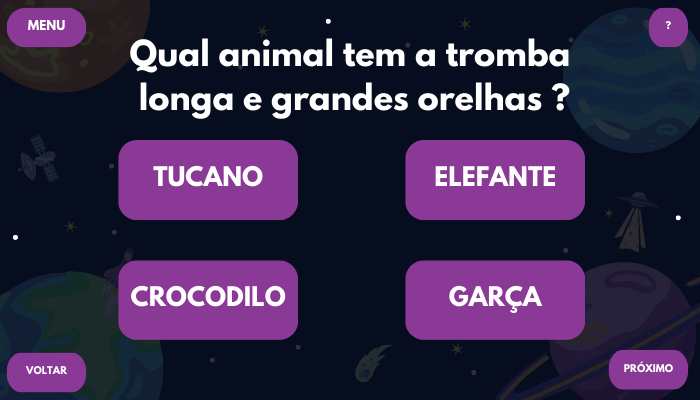 MENU
?
Qual animal tem a tromba
longa e grandes orelhas ?
TUCANO
ELEFANTE
CROCODILO
GARÇA
VOLTAR
PRÓXIMO